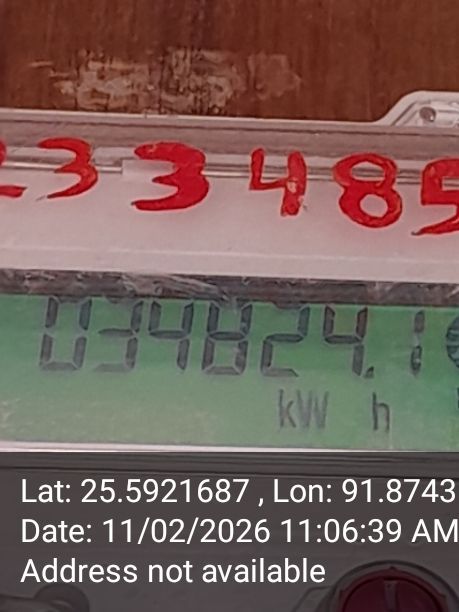 233485
034824.1
kW h
Lat: 25.5921687 , Lon: 91.8743
Date: 11/02/2026 11:06:39 AM
Address not available